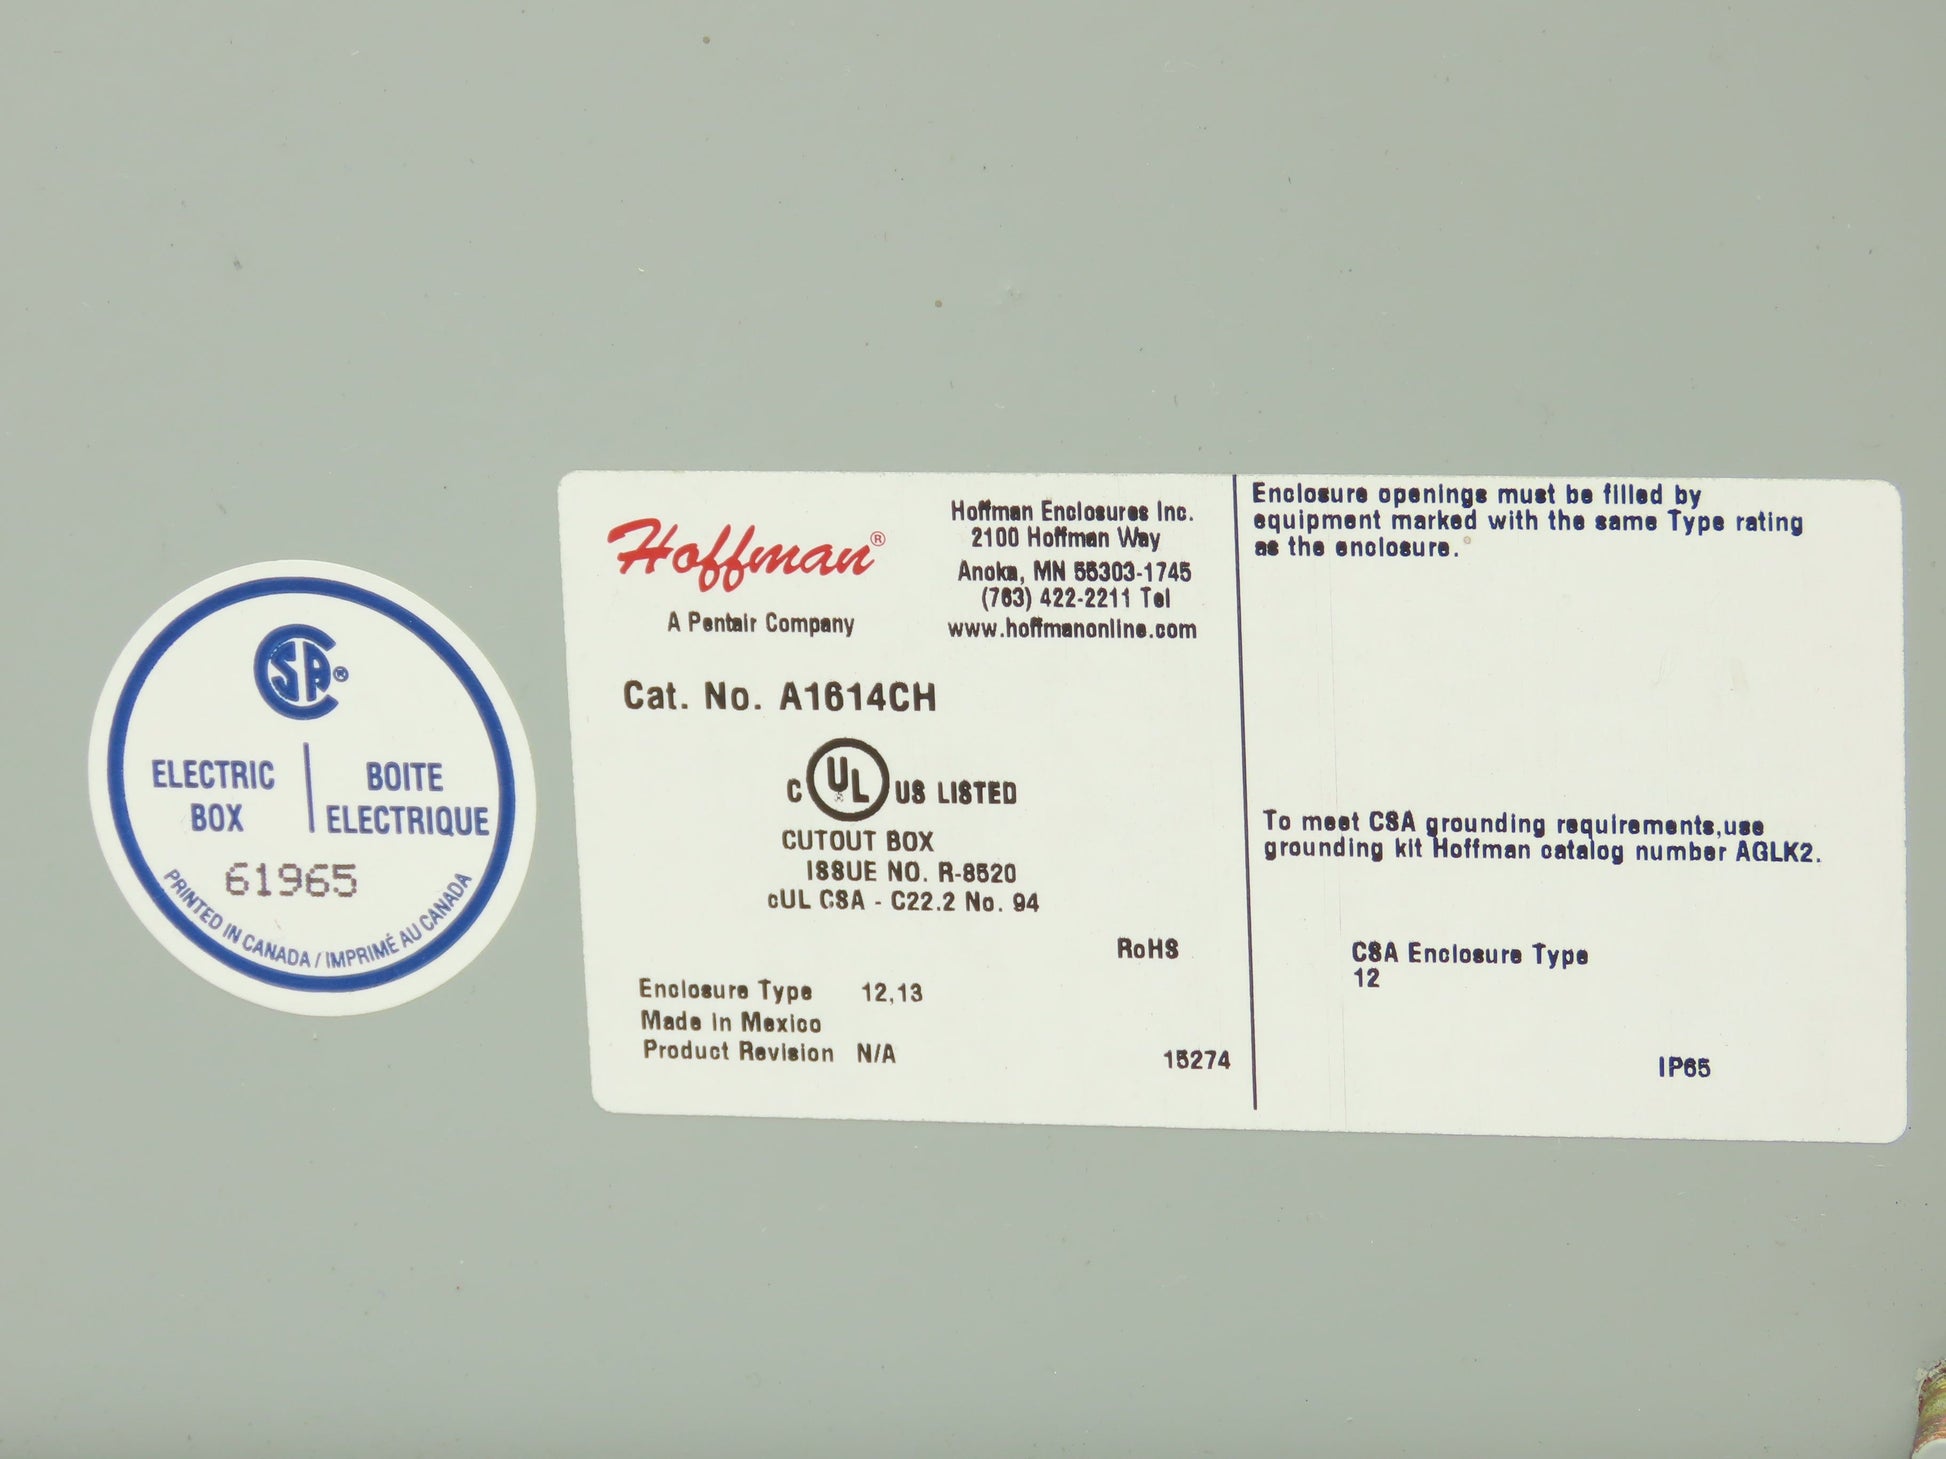 CSA®
ELECTRIC
BOX
BOITE
ELECTRIQUE
61965
PRINTED IN CANADA / IMPRIMÉ AU CANADA
Hoffman®
A Pentair Company
Hoffman Enclosures Inc.
2100 Hoffman Way
Anoka, MN 55303-1745
(763) 422-2211 Tel
www.hoffmanonline.com
Cat. No. A1614CH
C UL US LISTED
CUTOUT BOX
ISSUE NO. R-8520
cUL CSA - C22.2 No. 94
RoHS
Enclosure Type 12,13
Made in Mexico
Product Revision N/A
15274
Enclosure openings must be filled by
equipment marked with the same Type rating
as the enclosure.
To meet CSA grounding requirements,use
grounding kit Hoffman catalog number AGLK2.
CSA Enclosure Type
12
IP65